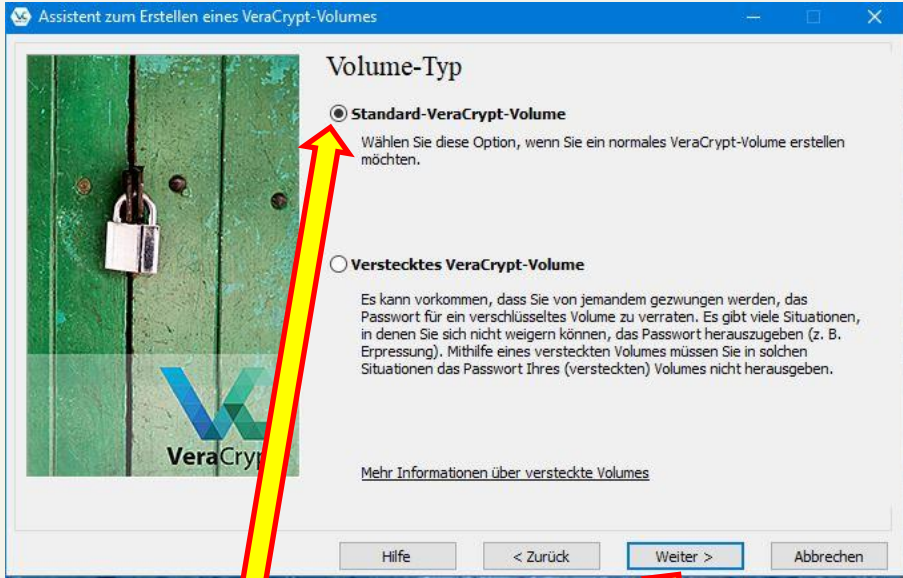 Assistent zum Erstellen eines VeraCrypt-Volumes
Volume-Typ
Standard-VeraCrypt-Volume
Wählen Sie diese Option, wenn Sie ein normales VeraCrypt-Volume erstellen
möchten.
Verstecktes VeraCrypt-Volume
Es kann vorkommen, dass Sie von jemandem gezwungen werden, das
Passwort für ein verschlüsseltes Volume zu verraten. Es gibt viele Situationen,
in denen Sie sich nicht weigern können, das Passwort herauszugeben (z. B.
Erpressung). Mithilfe eines versteckten Volumes müssen Sie in solchen
Situationen das Passwort Ihres (versteckten) Volumes nicht herausgeben.
VeraCryp
Mehr Informationen über versteckte Volumes
Hilfe
< Zurück
Weiter >
Abbrechen